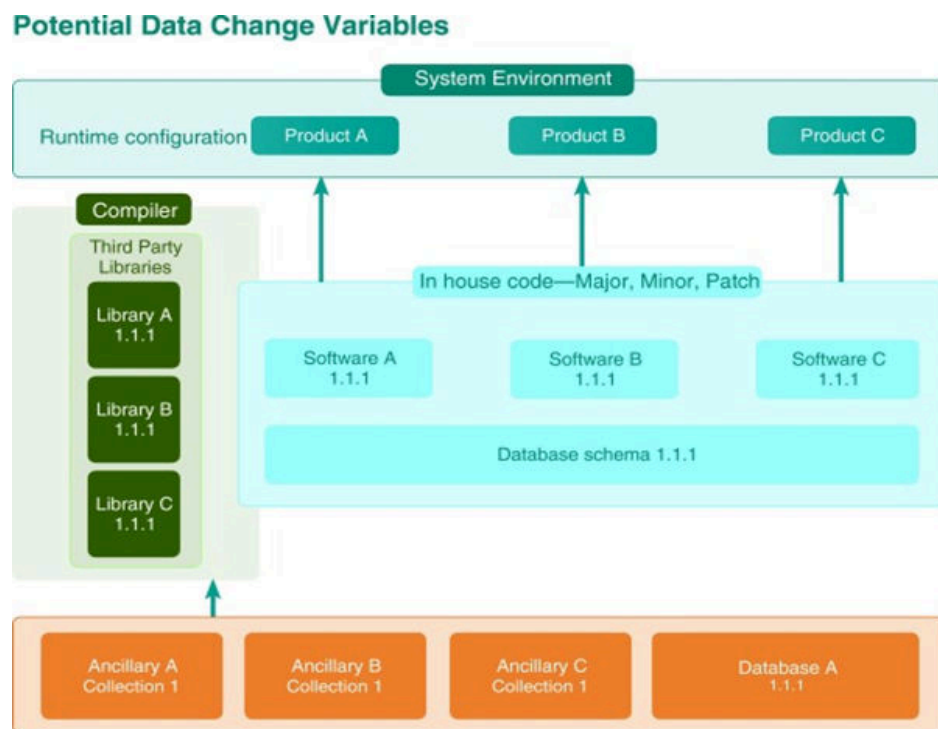 Potential Data Change Variables
System Environment
Runtime configuration
Product A
Product B
Product C
Compiler
Third Party
Libraries
Library A
1.1.1
Library B
1.1.1
Library C
1.1.1
In house code—Major, Minor, Patch
Software A
1.1.1
Software B
1.1.1
Software C
1.1.1
Database schema 1.1.1
Ancillary A
Collection 1
Ancillary B
Collection 1
Ancillary C
Collection 1
Database A
1.1.1